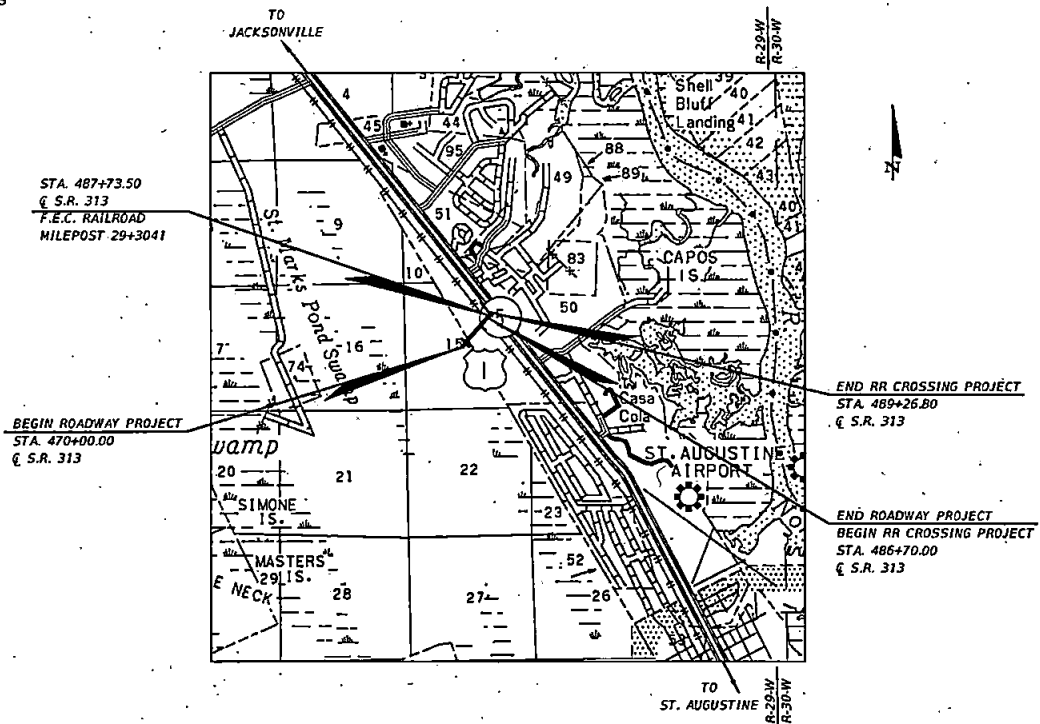 TO
JACKSONVILLE
R-29-W
R-30-W
STA. 487+73.50
℄ S.R. 313
F.E.C. RAILROAD
MILEPOST 29+3041
BEGIN ROADWAY PROJECT
STA. 470+00.00
℄ S.R. 313
4
45
44
95
51
49
88
89
83
50
9
10
15
16
7
74
St. Marks Pond Swamp
Shell
Bluff
Landing
39
40
41
42
43
40
41
CAPOS
IS.
1
Casa
Cola
ST. AUGUSTINE
AIRPORT
wamp
20
21
22
23
SIMONE
IS.
MASTERS
29 IS.
E NECK
28
27
52
26
N
END RR CROSSING PROJECT
STA. 489+26.80
℄ S.R. 313
END ROADWAY PROJECT
BEGIN RR CROSSING PROJECT
STA. 486+70.00
℄ S.R. 313
TO
ST. AUGUSTINE
R-29-W
R-30-W